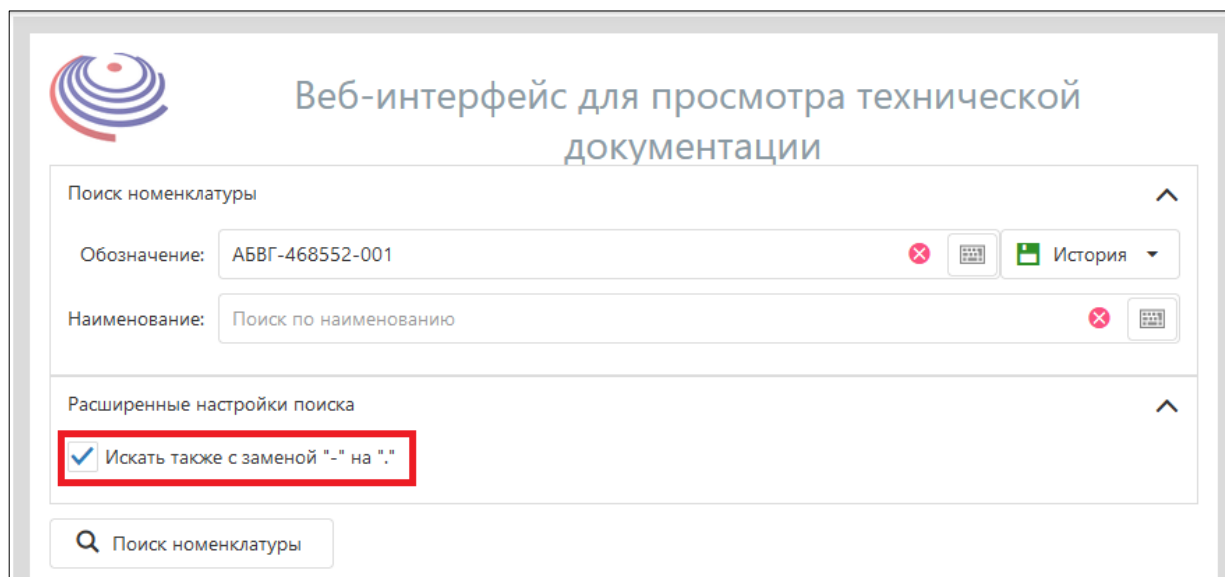 Веб-интерфейс для просмотра технической
документации
Поиск номенклатуры
Обозначение: АБВГ-468552-001 История
Наименование: Поиск по наименованию
Расширенные настройки поиска
Искать также с заменой "-" на "."
Поиск номенклатуры